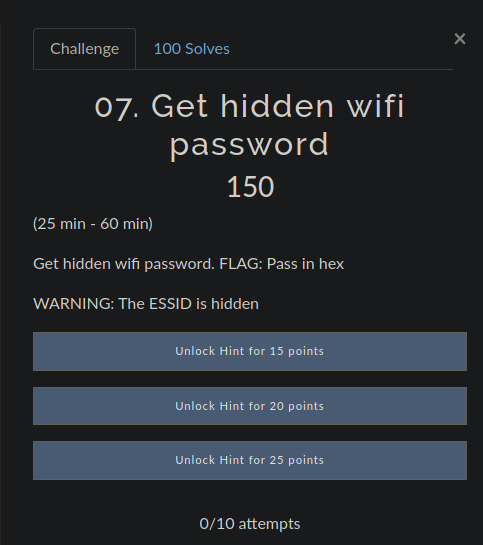 Challenge
100 Solves
×
07. Get hidden wifi
password
150
(25 min - 60 min)
Get hidden wifi password. FLAG: Pass in hex
WARNING: The ESSID is hidden
Unlock Hint for 15 points
Unlock Hint for 20 points
Unlock Hint for 25 points
0/10 attempts